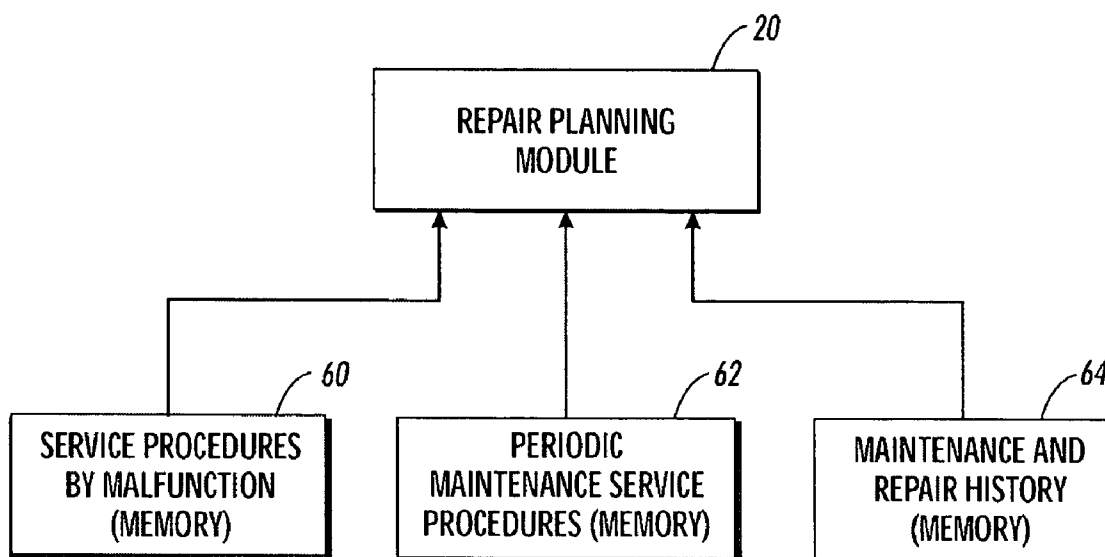 20
REPAIR PLANNING
MODULE
60
SERVICE PROCEDURES
BY MALFUNCTION
(MEMORY)
62
PERIODIC
MAINTENANCE SERVICE
PROCEDURES (MEMORY)
64
MAINTENANCE AND
REPAIR HISTORY
(MEMORY)